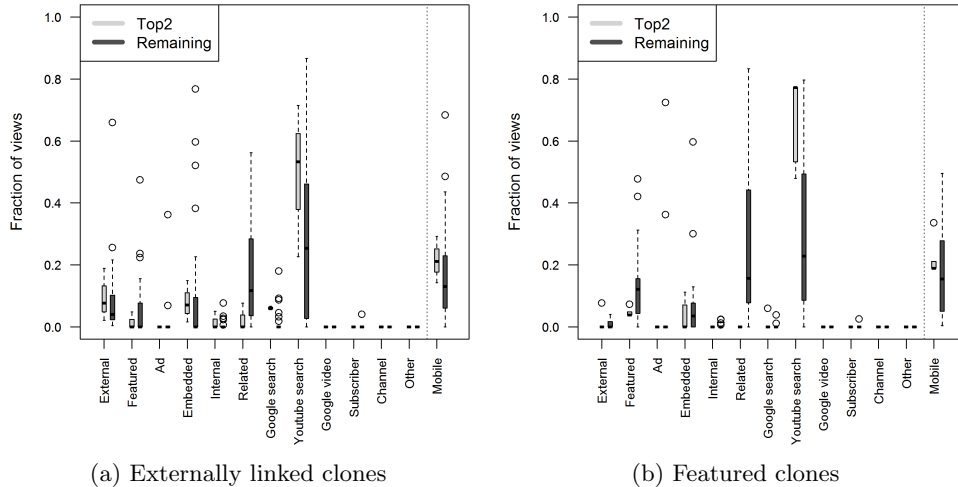 1.0
0.8
0.6
0.4
0.2
0.0
Fraction of views
Top2
Remaining
External
Featured
Ad
Embedded
Internal
Related
Google search
Youtube search
Google video
Subscriber
Channel
Other
Mobile
(a) Externally linked clones
1.0
0.8
0.6
0.4
0.2
0.0
Fraction of views
Top2
Remaining
External
Featured
Ad
Embedded
Internal
Related
Google search
Youtube search
Google video
Subscriber
Channel
Other
Mobile
(b) Featured clones